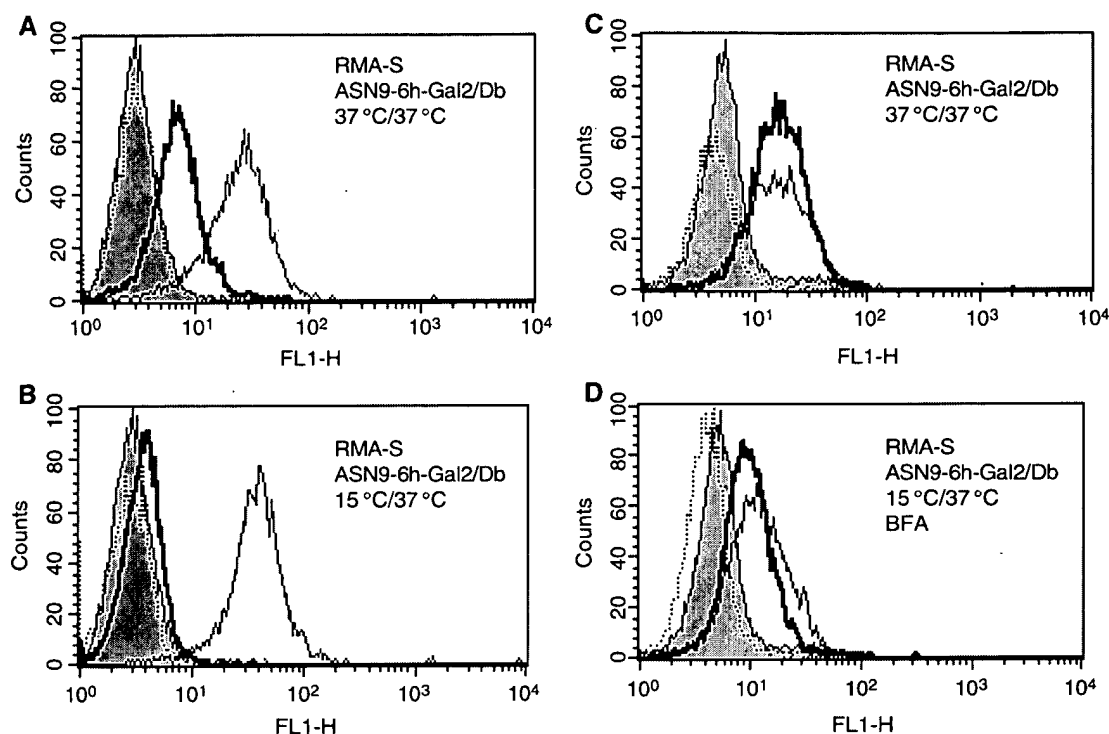 A
100
80
60
40
20
0
Counts
RMA-S
ASN9-6h-Gal2/Db
37 °C/37 °C
10⁰ 10¹ 10² 10³ 10⁴
FL1-H
C
100
80
60
40
20
0
Counts
RMA-S
ASN9-6h-Gal2/Db
37 °C/37 °C
10⁰ 10¹ 10² 10³ 10⁴
FL1-H
B
100
80
60
40
20
0
Counts
RMA-S
ASN9-6h-Gal2/Db
15 °C/37 °C
10⁰ 10¹ 10² 10³ 10⁴
FL1-H
D
100
80
60
40
20
0
Counts
RMA-S
ASN9-6h-Gal2/Db
15 °C/37 °C
BFA
10⁰ 10¹ 10² 10³ 10⁴
FL1-H